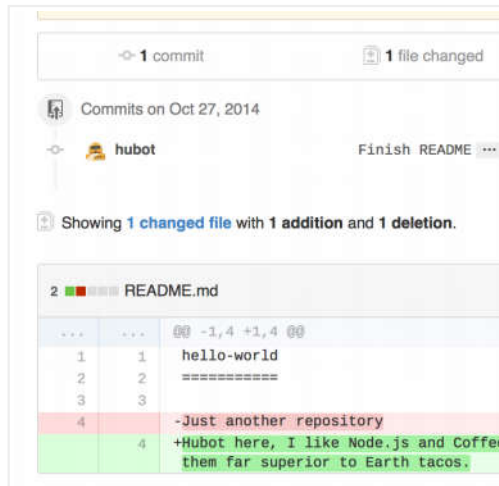 1 commit 1 file changed
Commits on Oct 27, 2014
hubot Finish README ...
Showing 1 changed file with 1 addition and 1 deletion.
2 README.md
... ... @@ -1,4 +1,4 @@
1 1 hello-world
2 2 ===========
3 3
4 -Just another repository
4 +Hubot here, I like Node.js and Coffe
them far superior to Earth tacos.